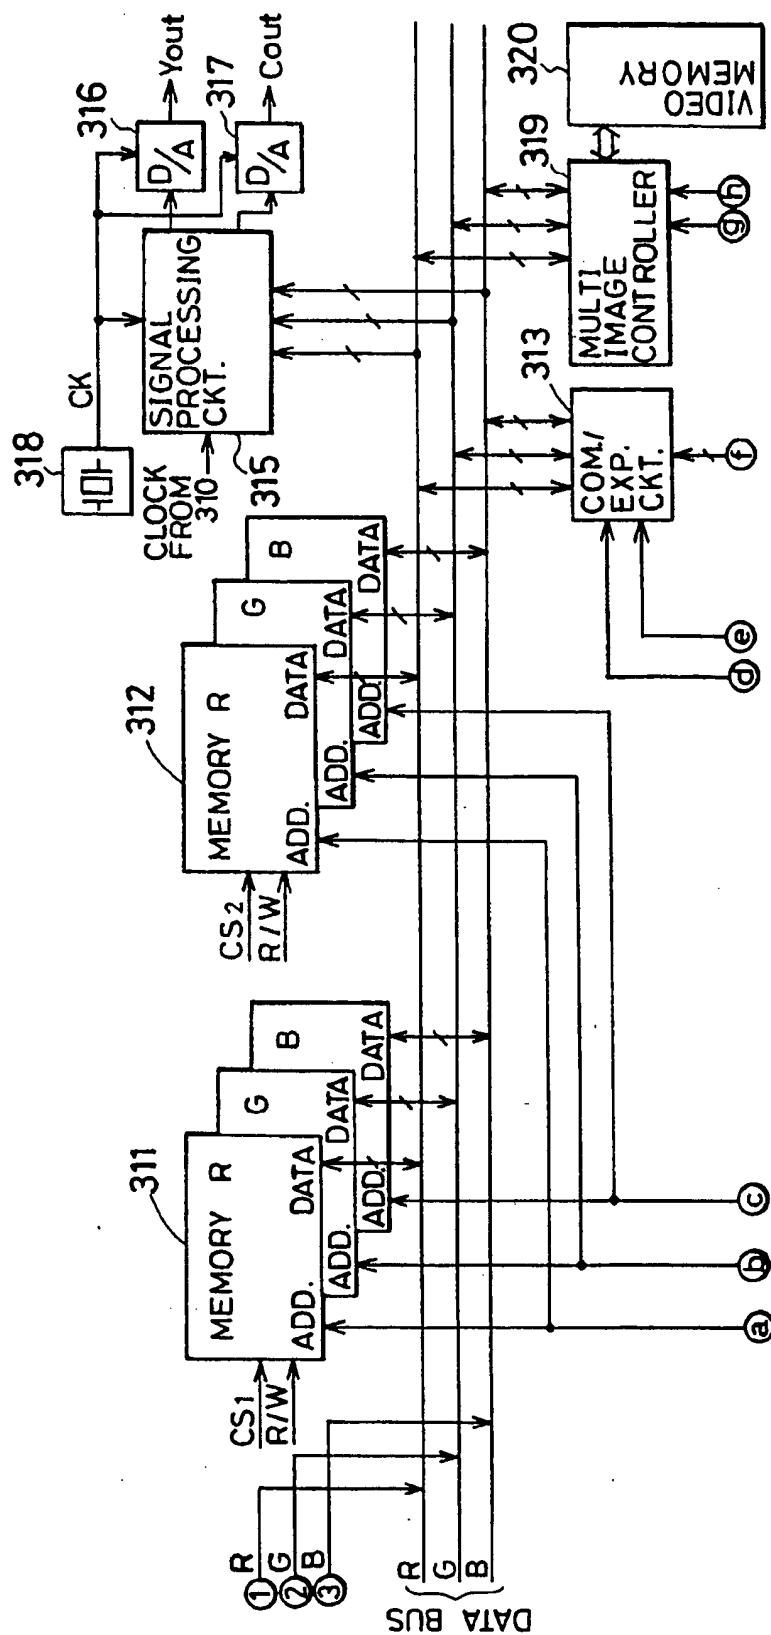 316
Yout
317
Cout
D/A
D/A
318
CK
SIGNAL
PROCESSING
CKT.
CLOCK
FROM
310
315
320
VIDEO
MEMORY
319
MULTI
IMAGE
CONTROLLER
h
g
313
COM./
EXP.
CKT.
f
e
d
312
MEMORY R
G
B
DATA
DATA
DATA
ADD.
ADD.
ADD.
CS2
R/W
311
MEMORY R
G
B
DATA
DATA
DATA
ADD.
ADD.
ADD.
CS1
R/W
c
b
a
1 R
2 G
3 B
R
G
B
DATA BUS